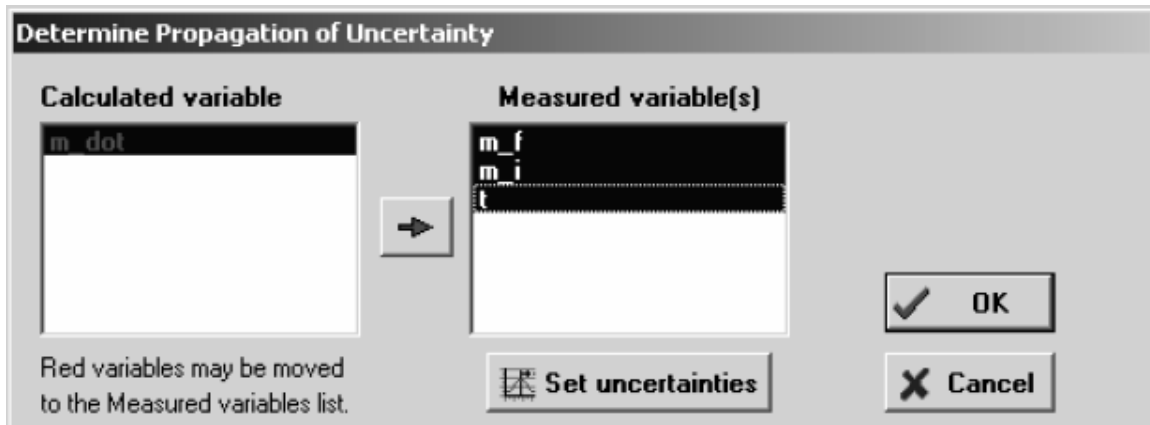 Determine Propagation of Uncertainty
Calculated variable
m_dot
Measured variable(s)
m_f
m_i
t
OK
Red variables may be moved
to the Measured variables list.
Set uncertainties
Cancel